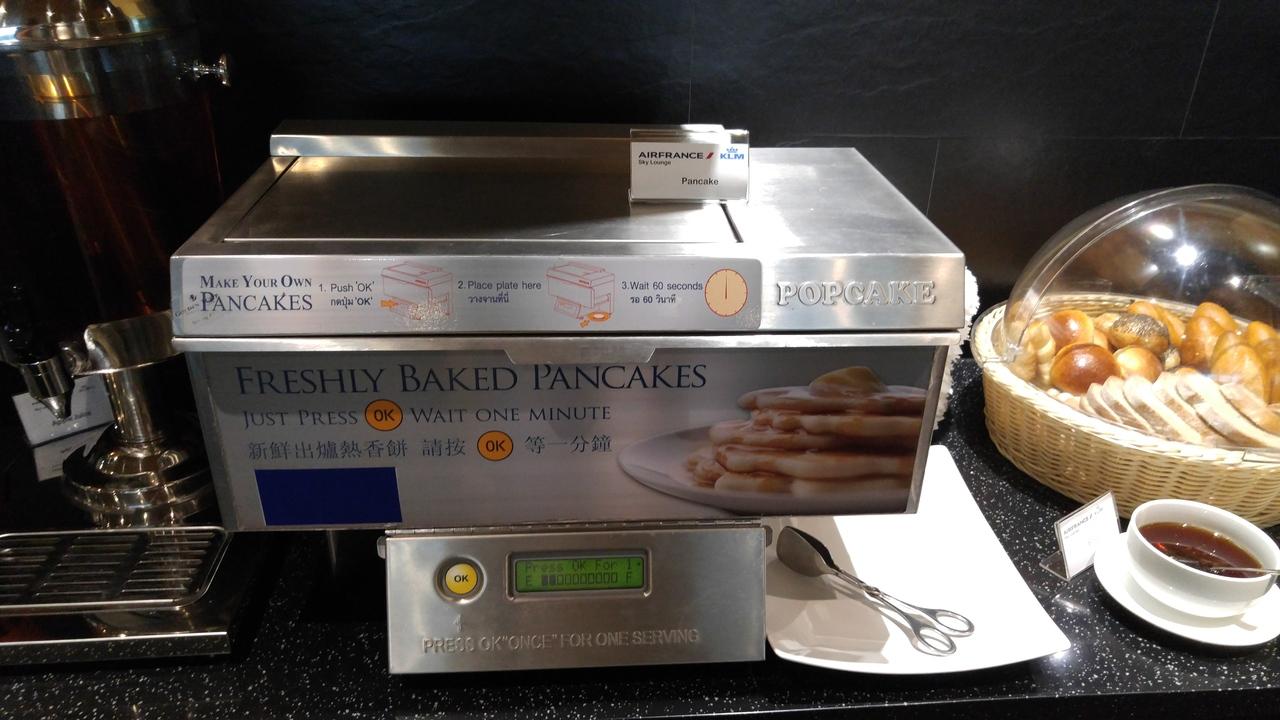 AIRFRANCE KLM
Sky Lounge
Pancake
MAKE YOUR OWN
PANCAKES
1. Push 'OK'
กดปุ่ม 'OK'
2. Place plate here
วางจานที่นี่
3. Wait 60 seconds
รอ 60 วินาที
POPCAKE
FRESHLY BAKED PANCAKES
JUST PRESS OK WAIT ONE MINUTE
新鮮出爐熱香餅 請按 OK 等一分鐘
OK
Press OK For 1
E F
PRESS OK "ONCE" FOR ONE SERVING
AIRFRANCE